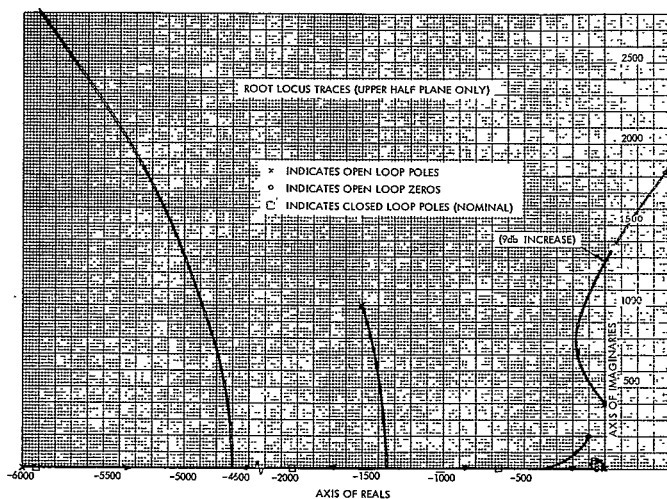 2500
ROOT LOCUS TRACES (UPPER HALF PLANE ONLY)
2000
× INDICATES OPEN LOOP POLES
o INDICATES OPEN LOOP ZEROS
□ INDICATES CLOSED LOOP POLES (NOMINAL)
1500
(9db INCREASE)
1000
500
AXIS OF IMAGINARIES
-6000 -5500 -5000 -4500 -2000 -1500 -1000 -500
AXIS OF REALS